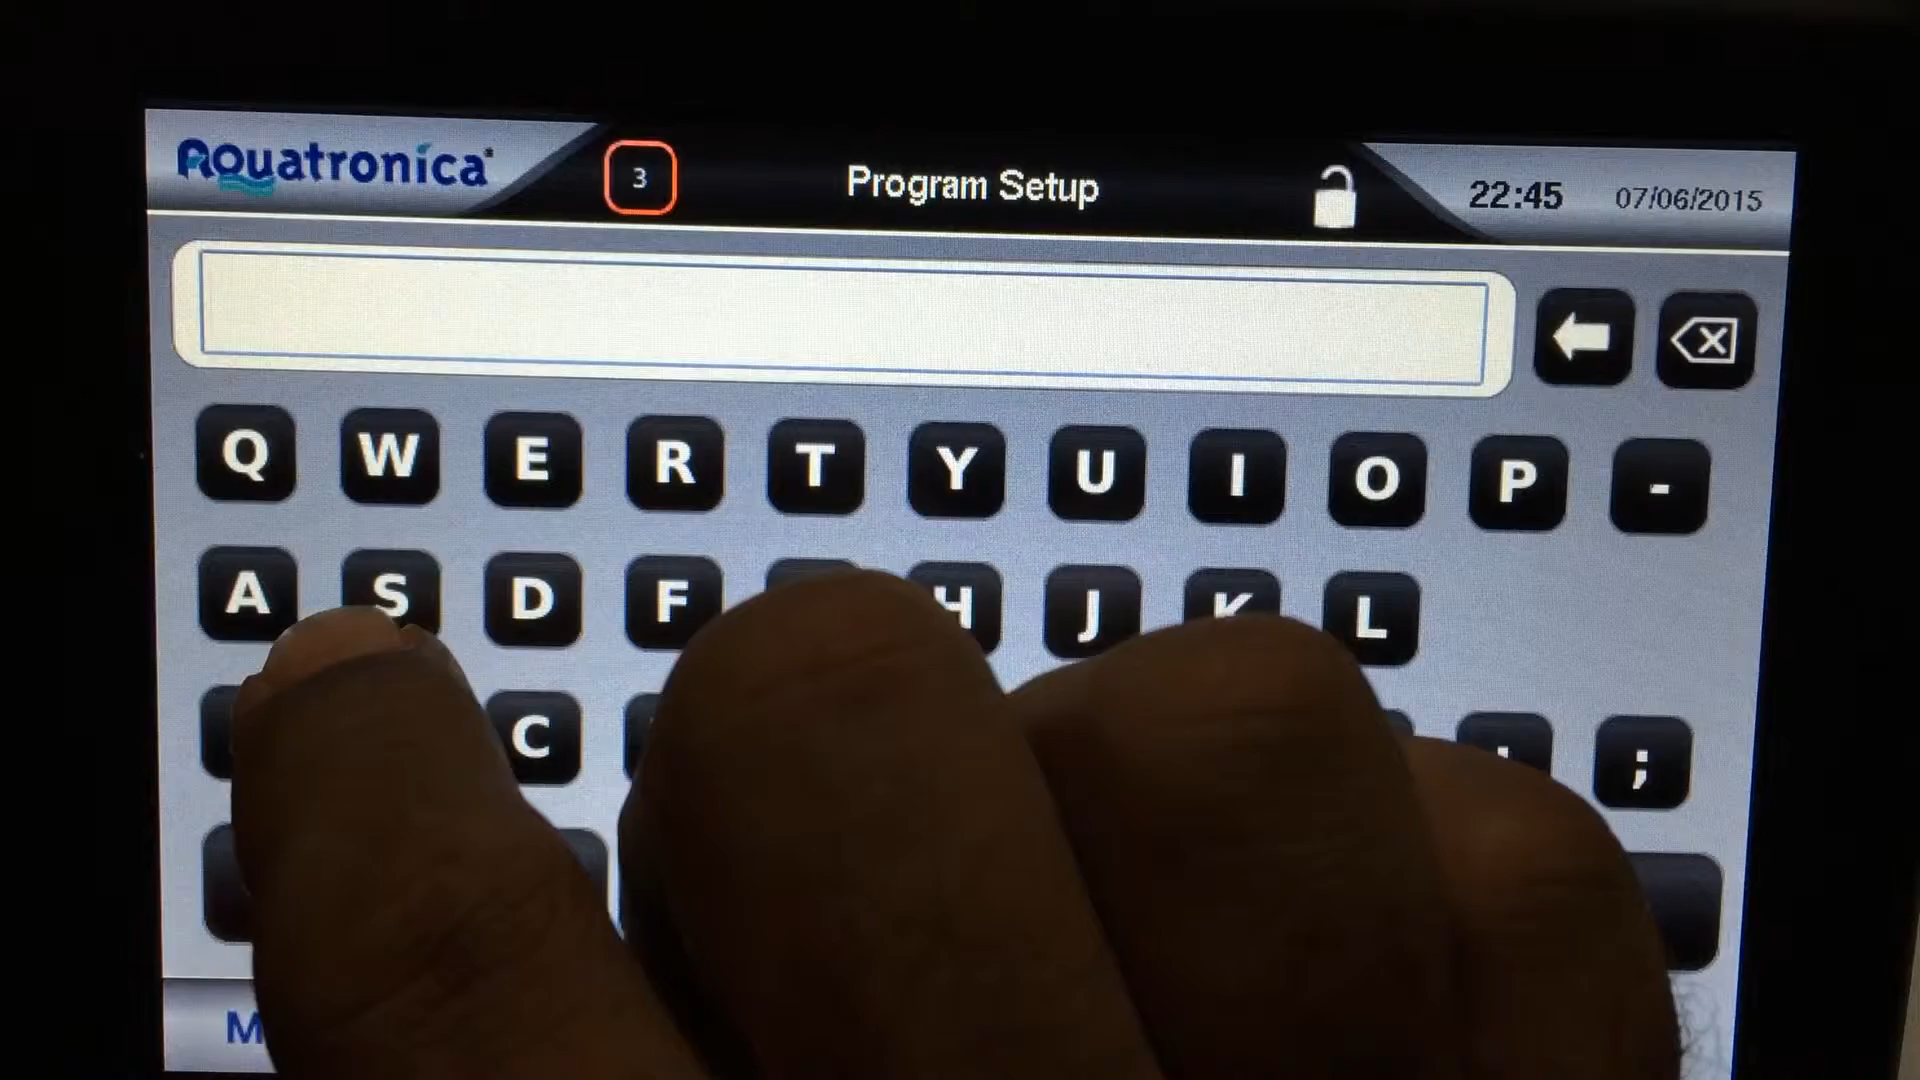 Aquatronica 3 Program Setup 22:45 07/06/2015
Q W E R T Y U I O P -
A S D F H J K L
C ;
M